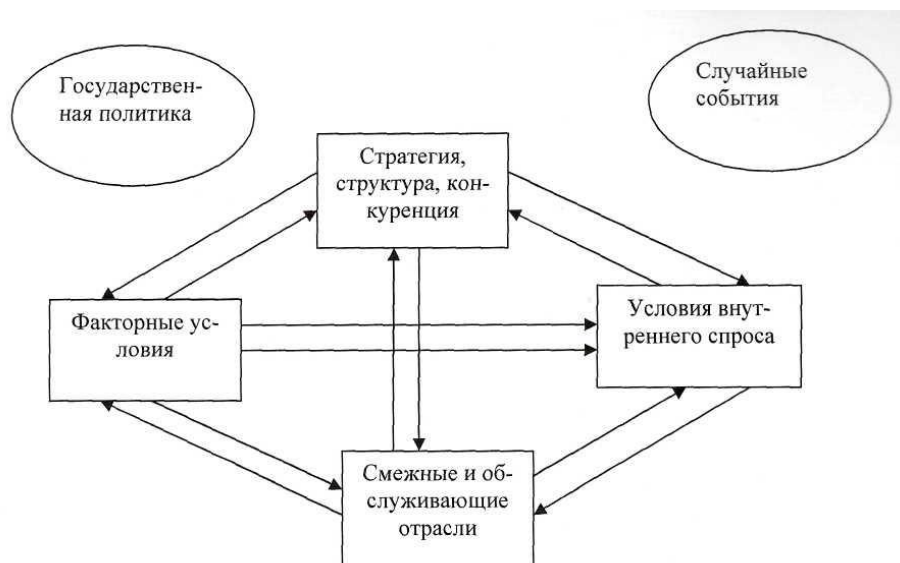 Государствен-
ная политика
Случайные
события
Стратегия,
структура, кон-
куренция
Факторные ус-
ловия
Условия внут-
реннего спроса
Смежные и об-
служивающие
отрасли